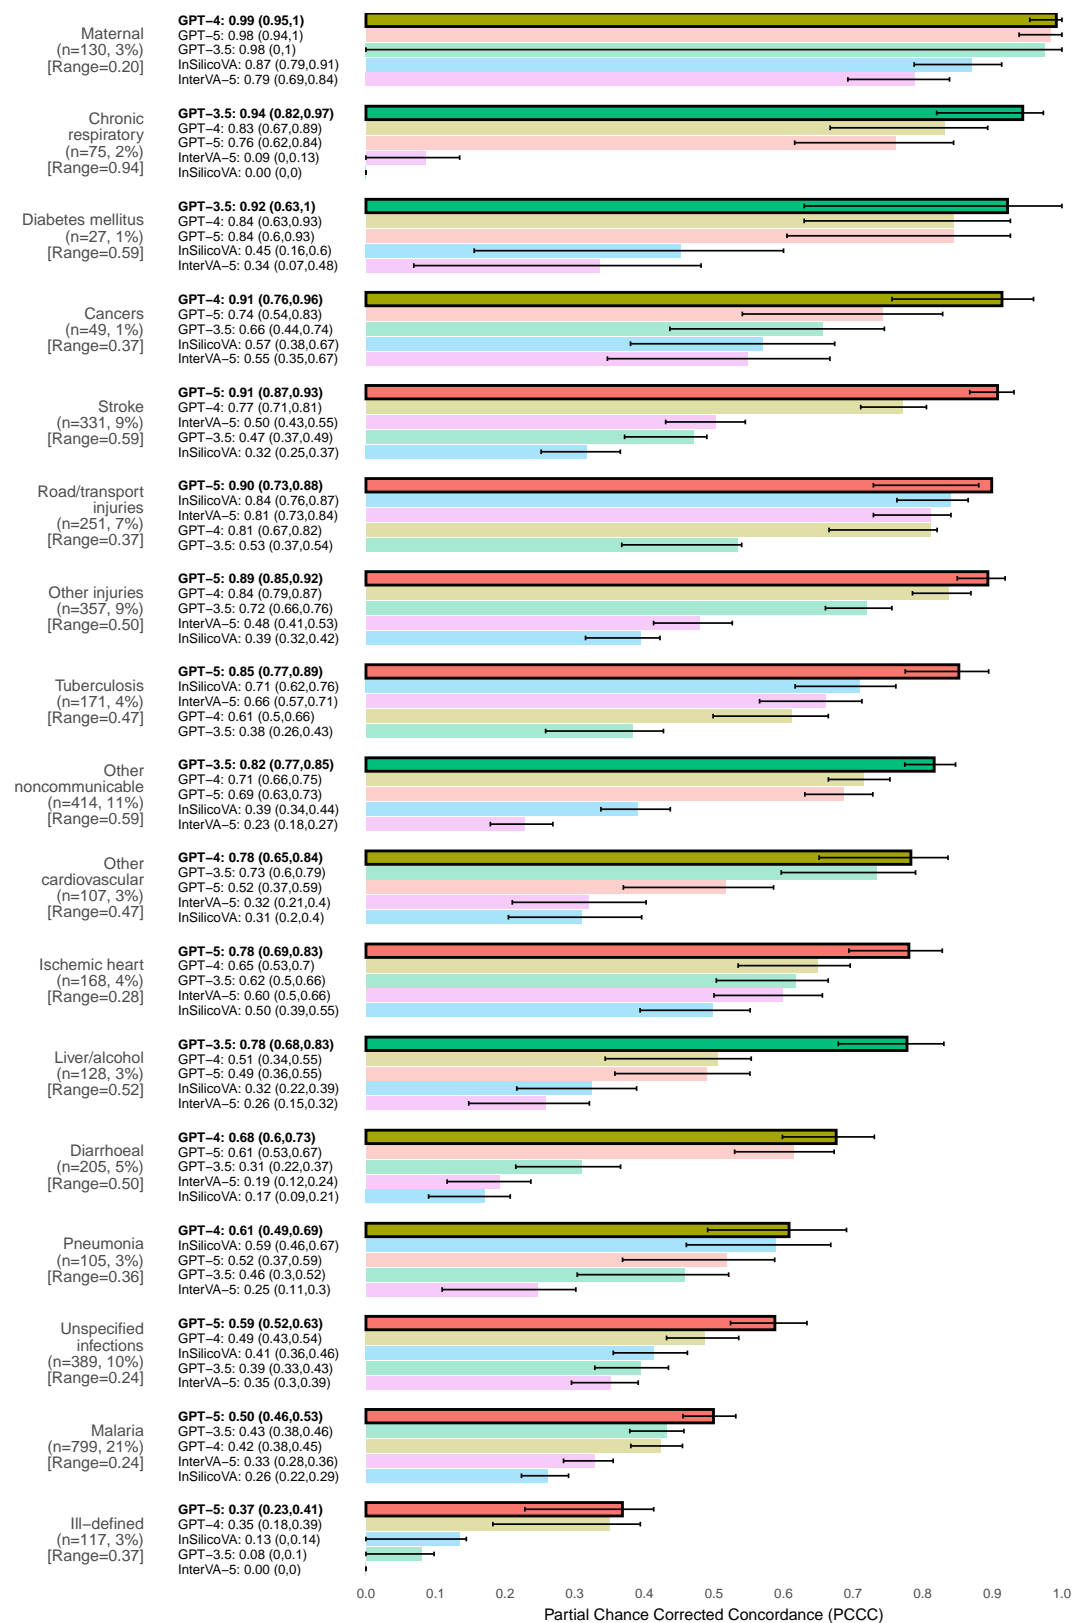 Maternal
(n=130, 3%)
[Range=0.20]
GPT−4: 0.99 (0.95,1)
GPT−5: 0.98 (0.94,1)
GPT−3.5: 0.98 (0,1)
InSilicoVA: 0.87 (0.79,0.91)
InterVA−5: 0.79 (0.69,0.84)
Chronic
respiratory
(n=75, 2%)
[Range=0.94]
GPT−3.5: 0.94 (0.82,0.97)
GPT−4: 0.83 (0.67,0.89)
GPT−5: 0.76 (0.62,0.84)
InterVA−5: 0.09 (0,0.13)
InSilicoVA: 0.00 (0,0)
Diabetes mellitus
(n=27, 1%)
[Range=0.59]
GPT−3.5: 0.92 (0.63,1)
GPT−4: 0.84 (0.63,0.93)
GPT−5: 0.84 (0.6,0.93)
InSilicoVA: 0.45 (0.16,0.6)
InterVA−5: 0.34 (0.07,0.48)
Cancers
(n=49, 1%)
[Range=0.37]
GPT−4: 0.91 (0.76,0.96)
GPT−5: 0.74 (0.54,0.83)
GPT−3.5: 0.66 (0.44,0.74)
InSilicoVA: 0.57 (0.38,0.67)
InterVA−5: 0.55 (0.35,0.67)
Stroke
(n=331, 9%)
[Range=0.59]
GPT−5: 0.91 (0.87,0.93)
GPT−4: 0.77 (0.71,0.81)
InterVA−5: 0.50 (0.43,0.55)
GPT−3.5: 0.47 (0.37,0.49)
InSilicoVA: 0.32 (0.25,0.37)
Road/transport
injuries
(n=251, 7%)
[Range=0.37]
GPT−5: 0.90 (0.73,0.88)
InSilicoVA: 0.84 (0.76,0.87)
InterVA−5: 0.81 (0.73,0.84)
GPT−4: 0.81 (0.67,0.82)
GPT−3.5: 0.53 (0.37,0.54)
Other injuries
(n=357, 9%)
[Range=0.50]
GPT−5: 0.89 (0.85,0.92)
GPT−4: 0.84 (0.79,0.87)
GPT−3.5: 0.72 (0.66,0.76)
InterVA−5: 0.48 (0.41,0.53)
InSilicoVA: 0.39 (0.32,0.42)
Tuberculosis
(n=171, 4%)
[Range=0.47]
GPT−5: 0.85 (0.77,0.89)
InSilicoVA: 0.71 (0.62,0.76)
InterVA−5: 0.66 (0.57,0.71)
GPT−4: 0.61 (0.5,0.66)
GPT−3.5: 0.38 (0.26,0.43)
Other
noncommunicable
(n=414, 11%)
[Range=0.59]
GPT−3.5: 0.82 (0.77,0.85)
GPT−4: 0.71 (0.66,0.75)
GPT−5: 0.69 (0.63,0.73)
InSilicoVA: 0.39 (0.34,0.44)
InterVA−5: 0.23 (0.18,0.27)
Other
cardiovascular
(n=107, 3%)
[Range=0.47]
GPT−4: 0.78 (0.65,0.84)
GPT−3.5: 0.73 (0.6,0.79)
GPT−5: 0.52 (0.37,0.59)
InterVA−5: 0.32 (0.21,0.4)
InSilicoVA: 0.31 (0.2,0.4)
Ischemic heart
(n=168, 4%)
[Range=0.28]
GPT−5: 0.78 (0.69,0.83)
GPT−4: 0.65 (0.53,0.7)
GPT−3.5: 0.62 (0.5,0.66)
InterVA−5: 0.60 (0.5,0.66)
InSilicoVA: 0.50 (0.39,0.55)
Liver/alcohol
(n=128, 3%)
[Range=0.52]
GPT−3.5: 0.78 (0.68,0.83)
GPT−4: 0.51 (0.34,0.55)
GPT−5: 0.49 (0.36,0.55)
InSilicoVA: 0.32 (0.22,0.39)
InterVA−5: 0.26 (0.15,0.32)
Diarrhoeal
(n=205, 5%)
[Range=0.50]
GPT−4: 0.68 (0.6,0.73)
GPT−5: 0.61 (0.53,0.67)
GPT−3.5: 0.31 (0.22,0.37)
InterVA−5: 0.19 (0.12,0.24)
InSilicoVA: 0.17 (0.09,0.21)
Pneumonia
(n=105, 3%)
[Range=0.36]
GPT−4: 0.61 (0.49,0.69)
InSilicoVA: 0.59 (0.46,0.67)
GPT−5: 0.52 (0.37,0.59)
GPT−3.5: 0.46 (0.3,0.52)
InterVA−5: 0.25 (0.11,0.3)
Unspecified
infections
(n=389, 10%)
[Range=0.24]
GPT−5: 0.59 (0.52,0.63)
GPT−4: 0.49 (0.43,0.54)
InSilicoVA: 0.41 (0.36,0.46)
GPT−3.5: 0.39 (0.33,0.43)
InterVA−5: 0.35 (0.3,0.39)
Malaria
(n=799, 21%)
[Range=0.24]
GPT−5: 0.50 (0.46,0.53)
GPT−3.5: 0.43 (0.38,0.46)
GPT−4: 0.42 (0.38,0.45)
InterVA−5: 0.33 (0.28,0.36)
InSilicoVA: 0.26 (0.22,0.29)
Ill−defined
(n=117, 3%)
[Range=0.37]
GPT−5: 0.37 (0.23,0.41)
GPT−4: 0.35 (0.18,0.39)
InSilicoVA: 0.13 (0,0.14)
GPT−3.5: 0.08 (0,0.1)
InterVA−5: 0.00 (0,0)
0.0 0.1 0.2 0.3 0.4 0.5 0.6 0.7 0.8 0.9 1.0
Partial Chance Corrected Concordance (PCCC)